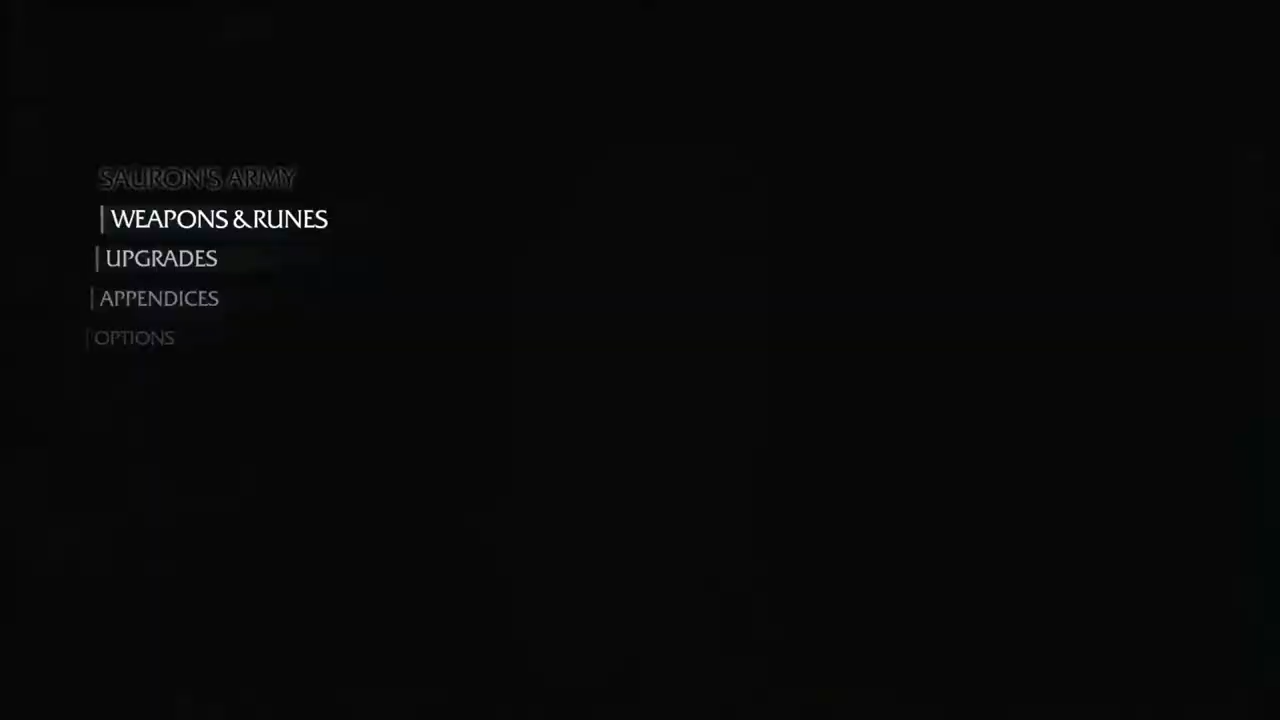 SAURON'S ARMY
WEAPONS & RUNES
UPGRADES
APPENDICES
OPTIONS